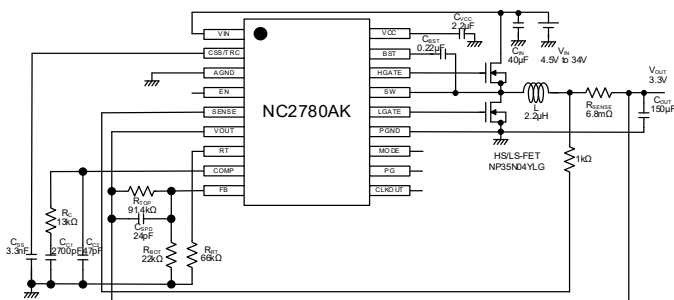 VIN
CSS/TRC
AGND
EN
SENSE
VOUT
RT
COMP
FB
NC2780AK
VCC
BST
HGATE
SW
LGATE
PGND
MODE
PG
CLKOUT
CVCC
2.2µF
CBST
0.22µF
CIN
40µF
VIN
4.5V to 34V
VOUT
3.3V
L
2.2µH
RSENSE
6.8mΩ
COUT
150µF
HS/LS-FET
NP35N04YLG
1kΩ
RTOP
91.4kΩ
CSPD
24pF
RC
13kΩ
CSS
3.3nF
CC1
2700pF
CC2
47pF
RBOT
22kΩ
RRT
66kΩ